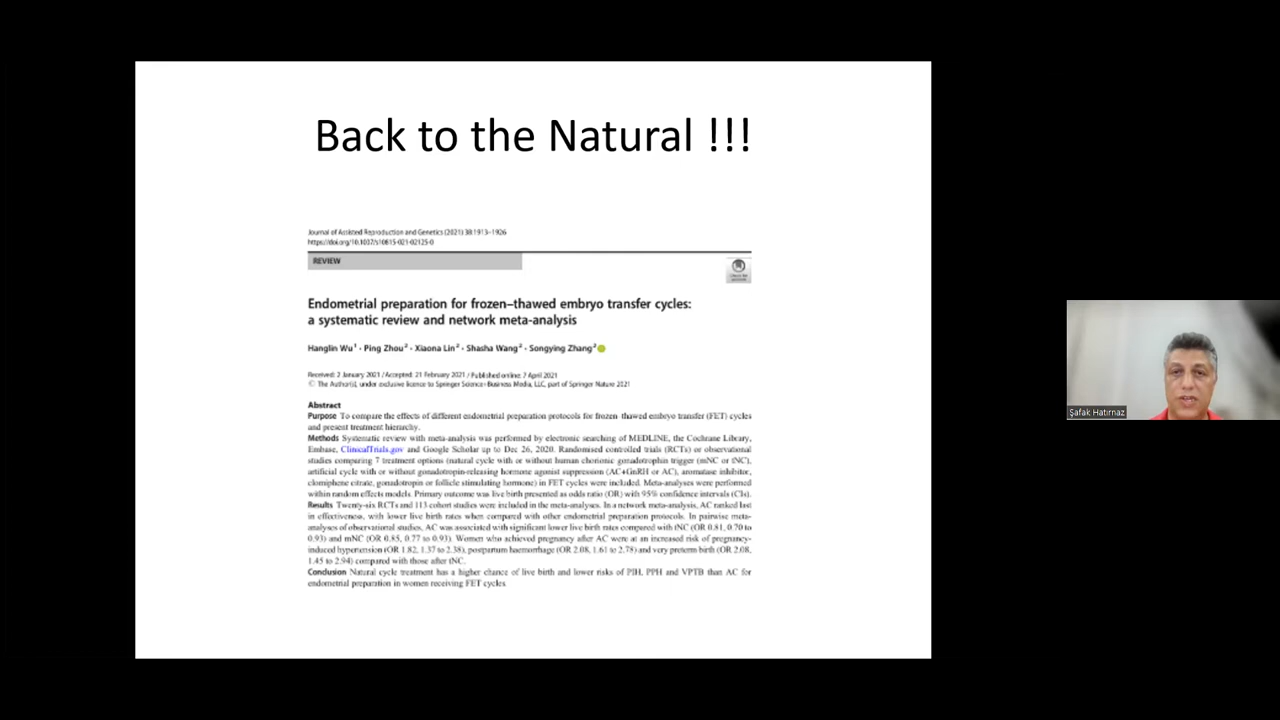 Back to the Natural !!!
Journal of Assisted Reproduction and Genetics (2021) 38:1913–1926
https://doi.org/10.1007/s10815-021-02125-0
REVIEW
Check for
updates
Endometrial preparation for frozen–thawed embryo transfer cycles:
a systematic review and network meta-analysis
Hanglin Wu1 · Ping Zhou2 · Xiaona Lin2 · Shasha Wang2 · Songying Zhang2
Received: 2 January 2021 / Accepted: 21 February 2021 / Published online: 7 April 2021
© The Author(s), under exclusive licence to Springer Science+Business Media, LLC, part of Springer Nature 2021
Abstract
Purpose To compare the effects of different endometrial preparation protocols for frozen–thawed embryo transfer (FET) cycles
and present treatment hierarchy.
Methods Systematic review with meta-analysis was performed by electronic searching of MEDLINE, the Cochrane Library,
Embase, ClinicalTrials.gov and Google Scholar up to Dec 26, 2020. Randomised controlled trials (RCTs) or observational
studies comparing 7 treatment options (natural cycle with or without human chorionic gonadotrophin trigger (mNC or tNC),
artificial cycle with or without gonadotropin-releasing hormone agonist suppression (AC+GnRH or AC), aromatase inhibitor,
clomiphene citrate, gonadotropin or follicle stimulating hormone) in FET cycles were included. Meta-analyses were performed
within random effects models. Primary outcome was live birth presented as odds ratio (OR) with 95% confidence intervals (CIs).
Results Twenty-six RCTs and 113 cohort studies were included in the meta-analyses. In a network meta-analysis, AC ranked last
in effectiveness, with lower live birth rates when compared with other endometrial preparation protocols. In pairwise meta-
analyses of observational studies, AC was associated with significant lower live birth rates compared with tNC (OR 0.81, 0.70 to
0.93) and mNC (OR 0.85, 0.77 to 0.93). Women who achieved pregnancy after AC were at an increased risk of pregnancy-
induced hypertension (OR 1.82, 1.37 to 2.38), postpartum haemorrhage (OR 2.08, 1.61 to 2.78) and very preterm birth (OR 2.08,
1.45 to 2.94) compared with those after tNC.
Conclusion Natural cycle treatment has a higher chance of live birth and lower risks of PIH, PPH and VPTB than AC for
endometrial preparation in women receiving FET cycles
Şafak Hatırnaz